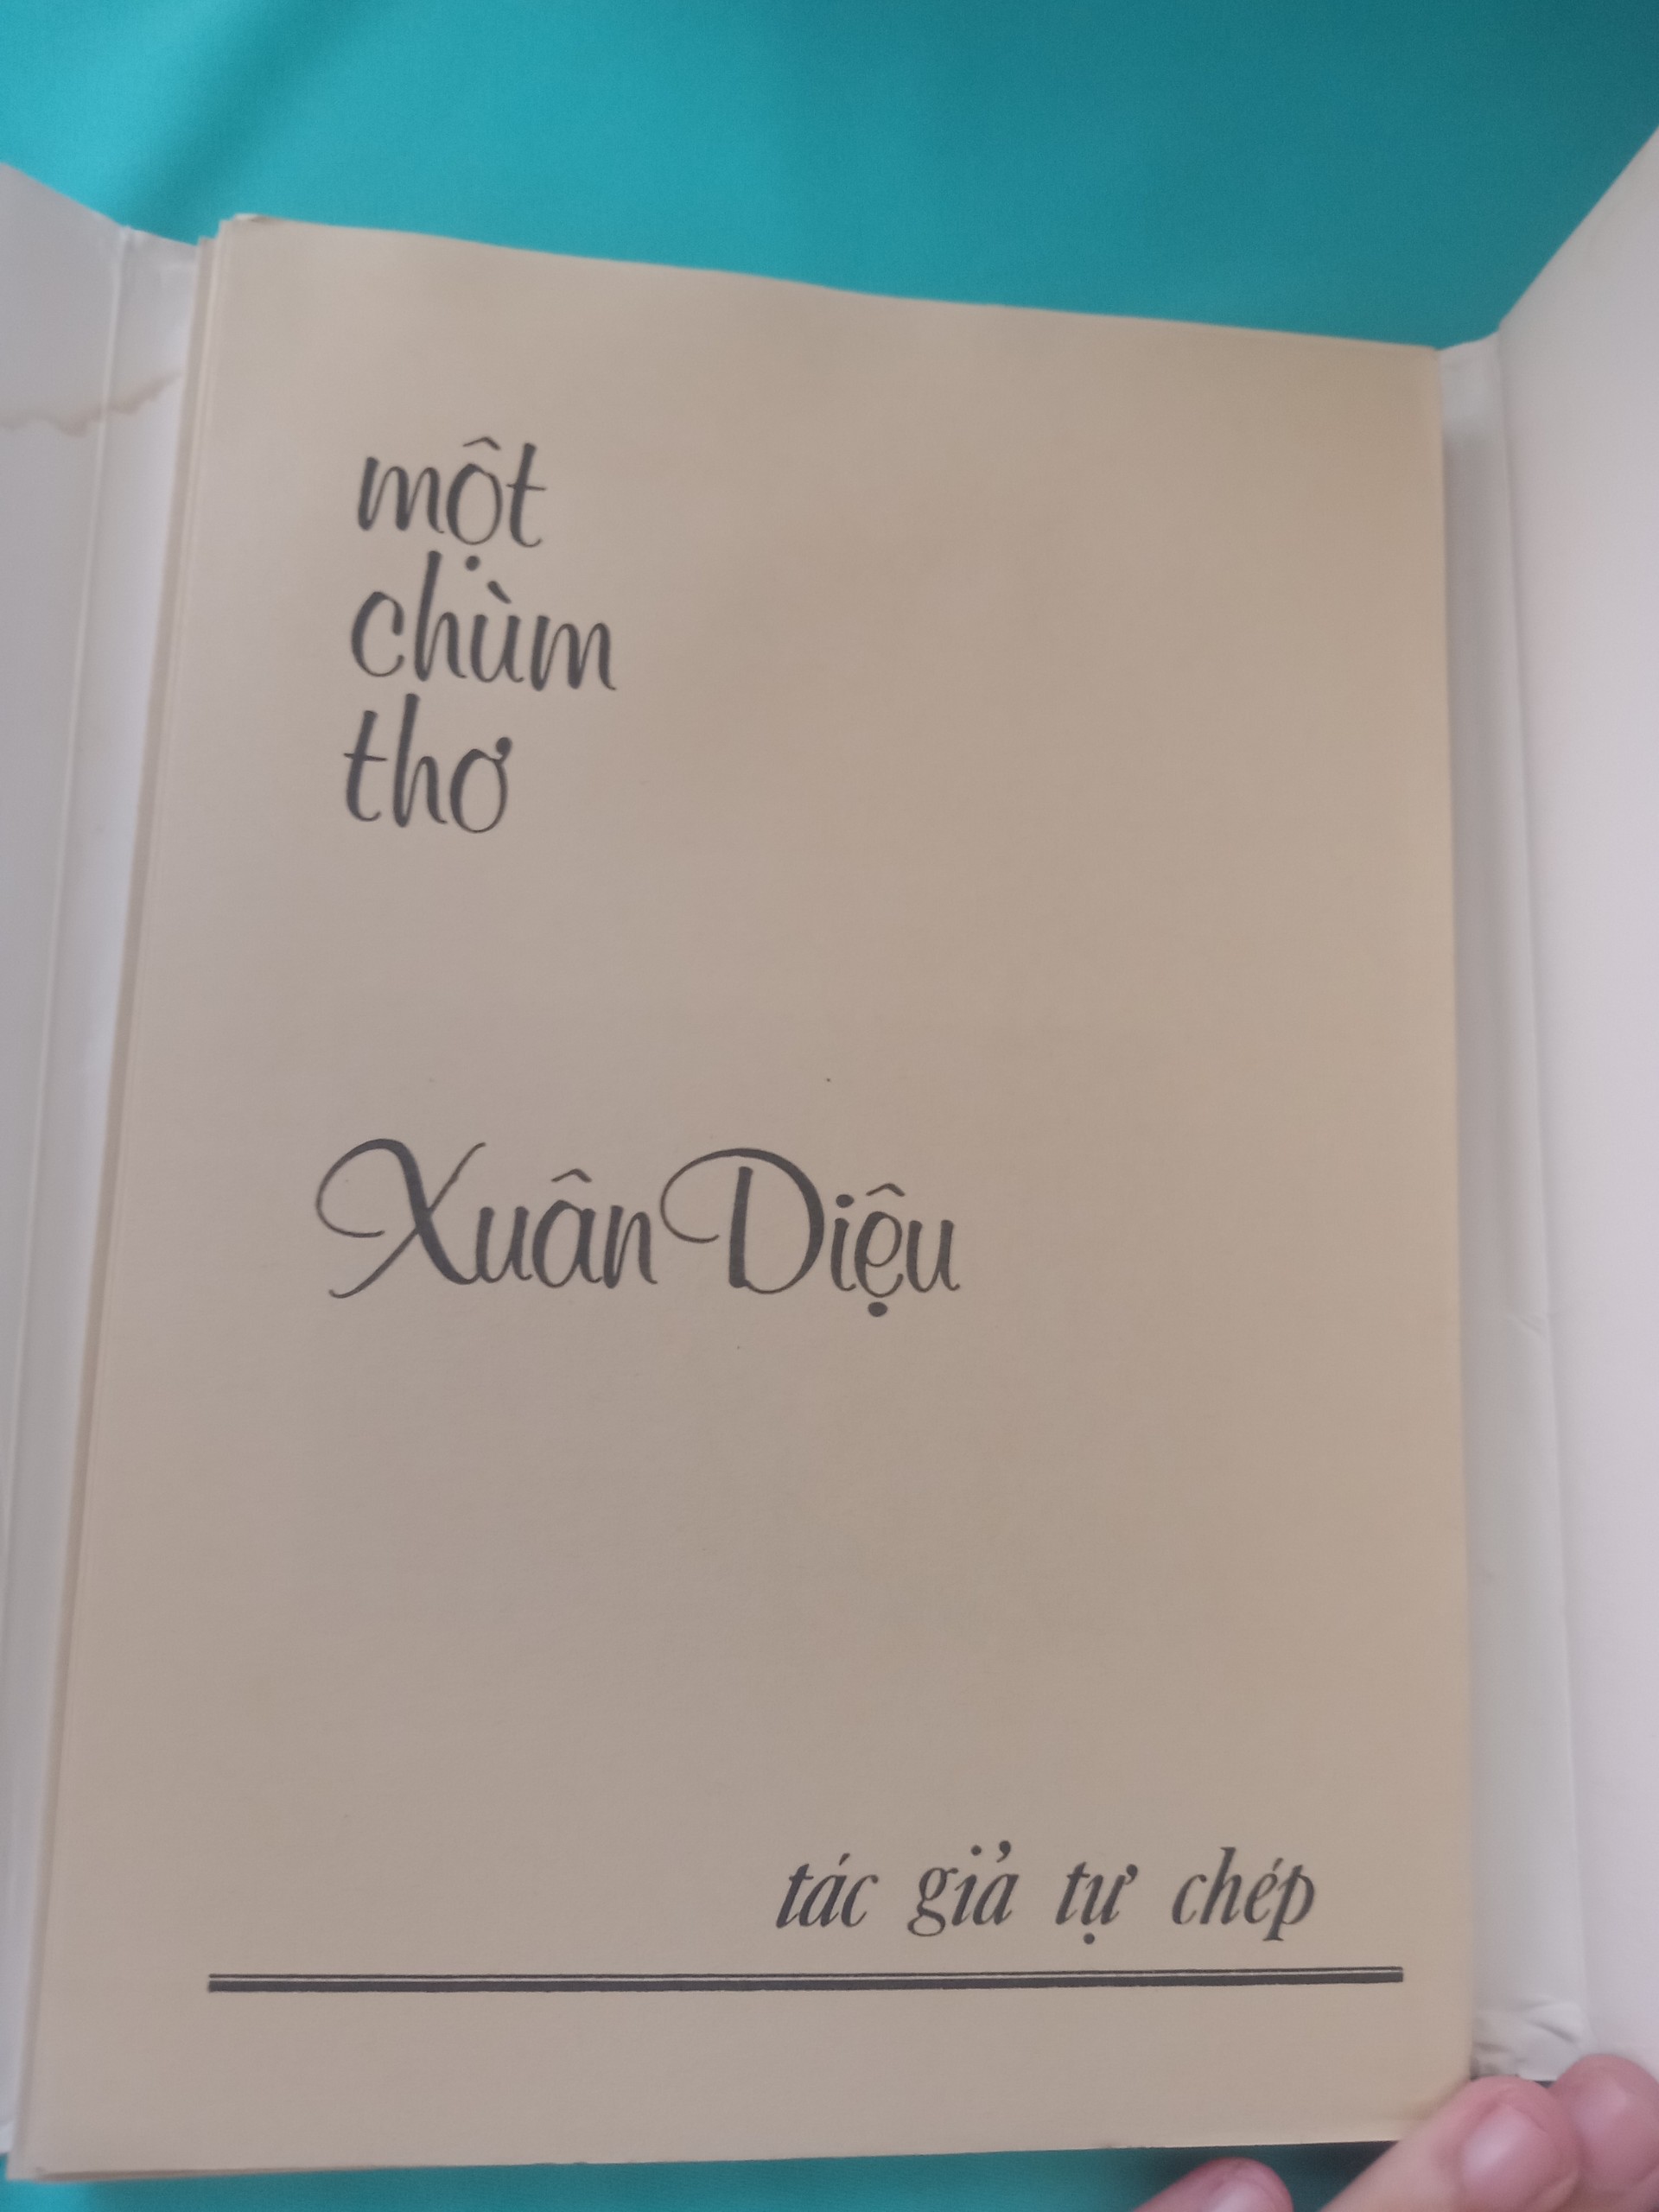 một
chùm
thơ
Xuân Diệu
tác giả tự chép